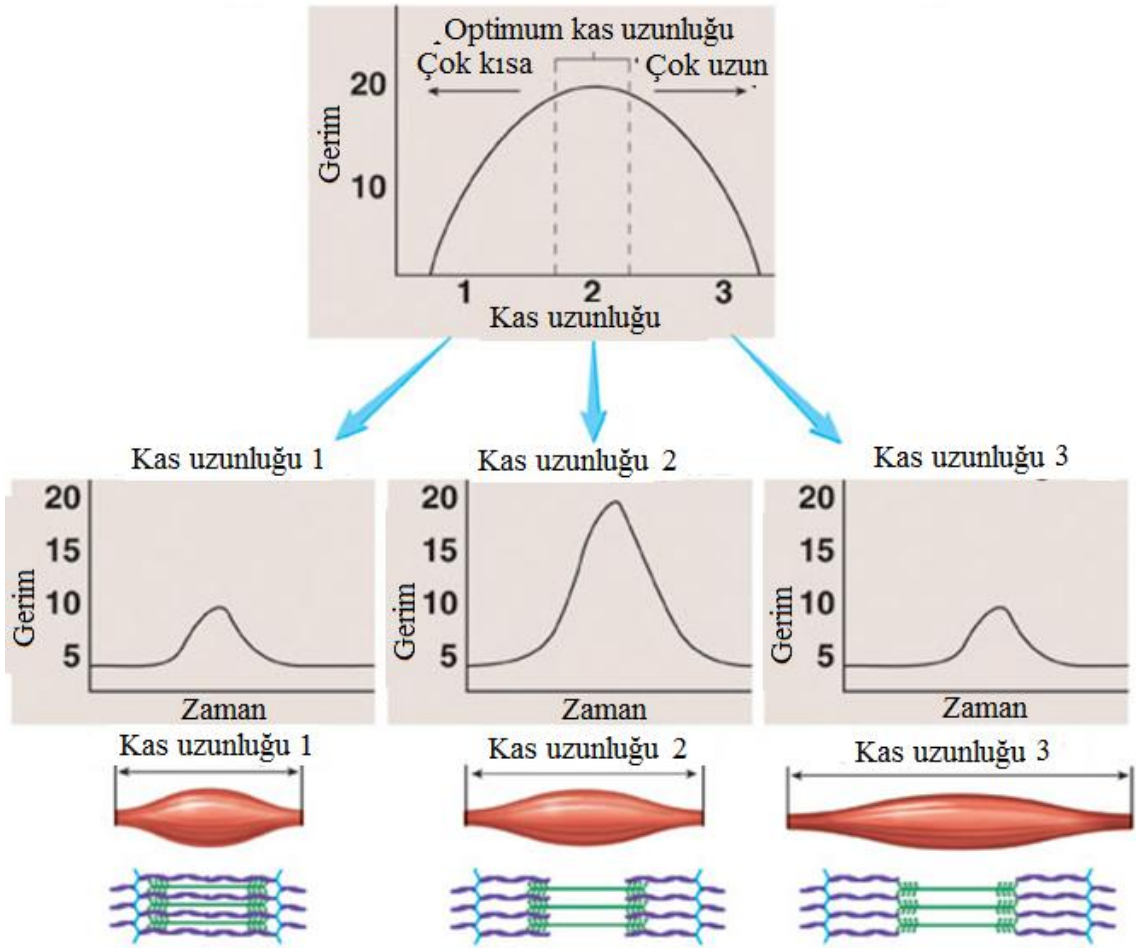 Optimum kas uzunluğu
Çok kısa
Çok uzun
20
10
Gerim
1 2 3
Kas uzunluğu
Kas uzunluğu 1
Kas uzunluğu 2
Kas uzunluğu 3
20
15
10
5
Gerim
Zaman
20
15
10
5
Gerim
Zaman
20
15
10
5
Gerim
Zaman
Kas uzunluğu 1
Kas uzunluğu 2
Kas uzunluğu 3